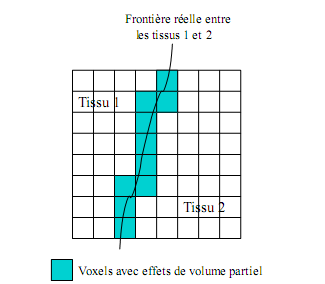 Frontière réelle entre
les tissus 1 et 2
Tissu 1
Tissu 2
Voxels avec effets de volume partiel